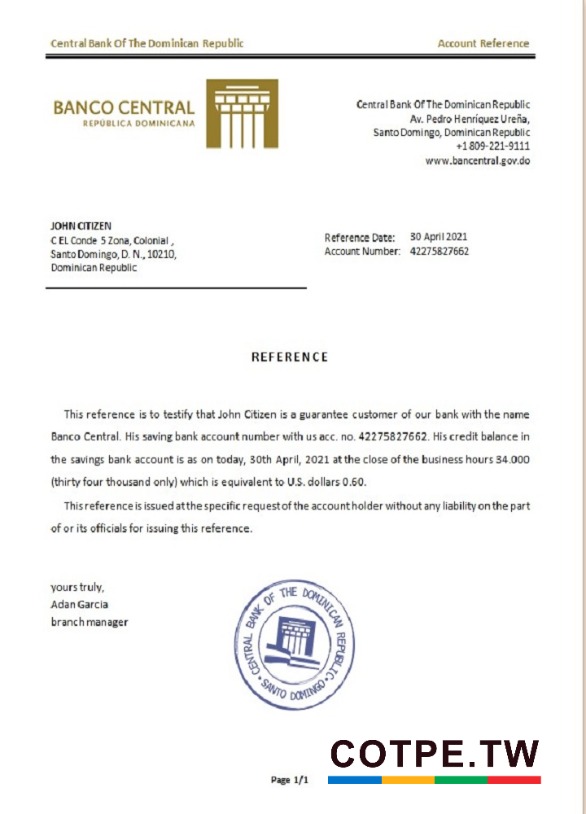 Central Bank Of The Dominican Republic
Account Reference
BANCO CENTRAL
REPÚBLICA DOMINICANA
Central Bank Of The Dominican Republic
Av. Pedro Henríquez Ureña,
Santo Domingo, Dominican Republic
+1 809-221-9111
www.bancentral.gov.do
JOHN CITIZEN
C EL Conde 5 Zona, Colonial ,
Santo Domingo, D. N., 10210,
Dominican Republic
Reference Date: 30 April 2021
Account Number: 42275827662
REFERENCE
This reference is to testify that John Citizen is a guarantee customer of our bank with the name
Banco Central. His saving bank account number with us acc. no. 42275827662. His credit balance in
the savings bank account is as on today, 30th April, 2021 at the close of the business hours 34.000
(thirty four thousand only) which is equivalent to U.S. dollars 0.60.
This reference is issued at the specific request of the account holder without any liability on the part
of or its officials for issuing this reference.
yours truly,
Adan Garcia
branch manager
CENTRAL BANK OF THE DOMINICAN REPUBLIC
SANTO DOMINGO
COTPE.TW
Page 1/1